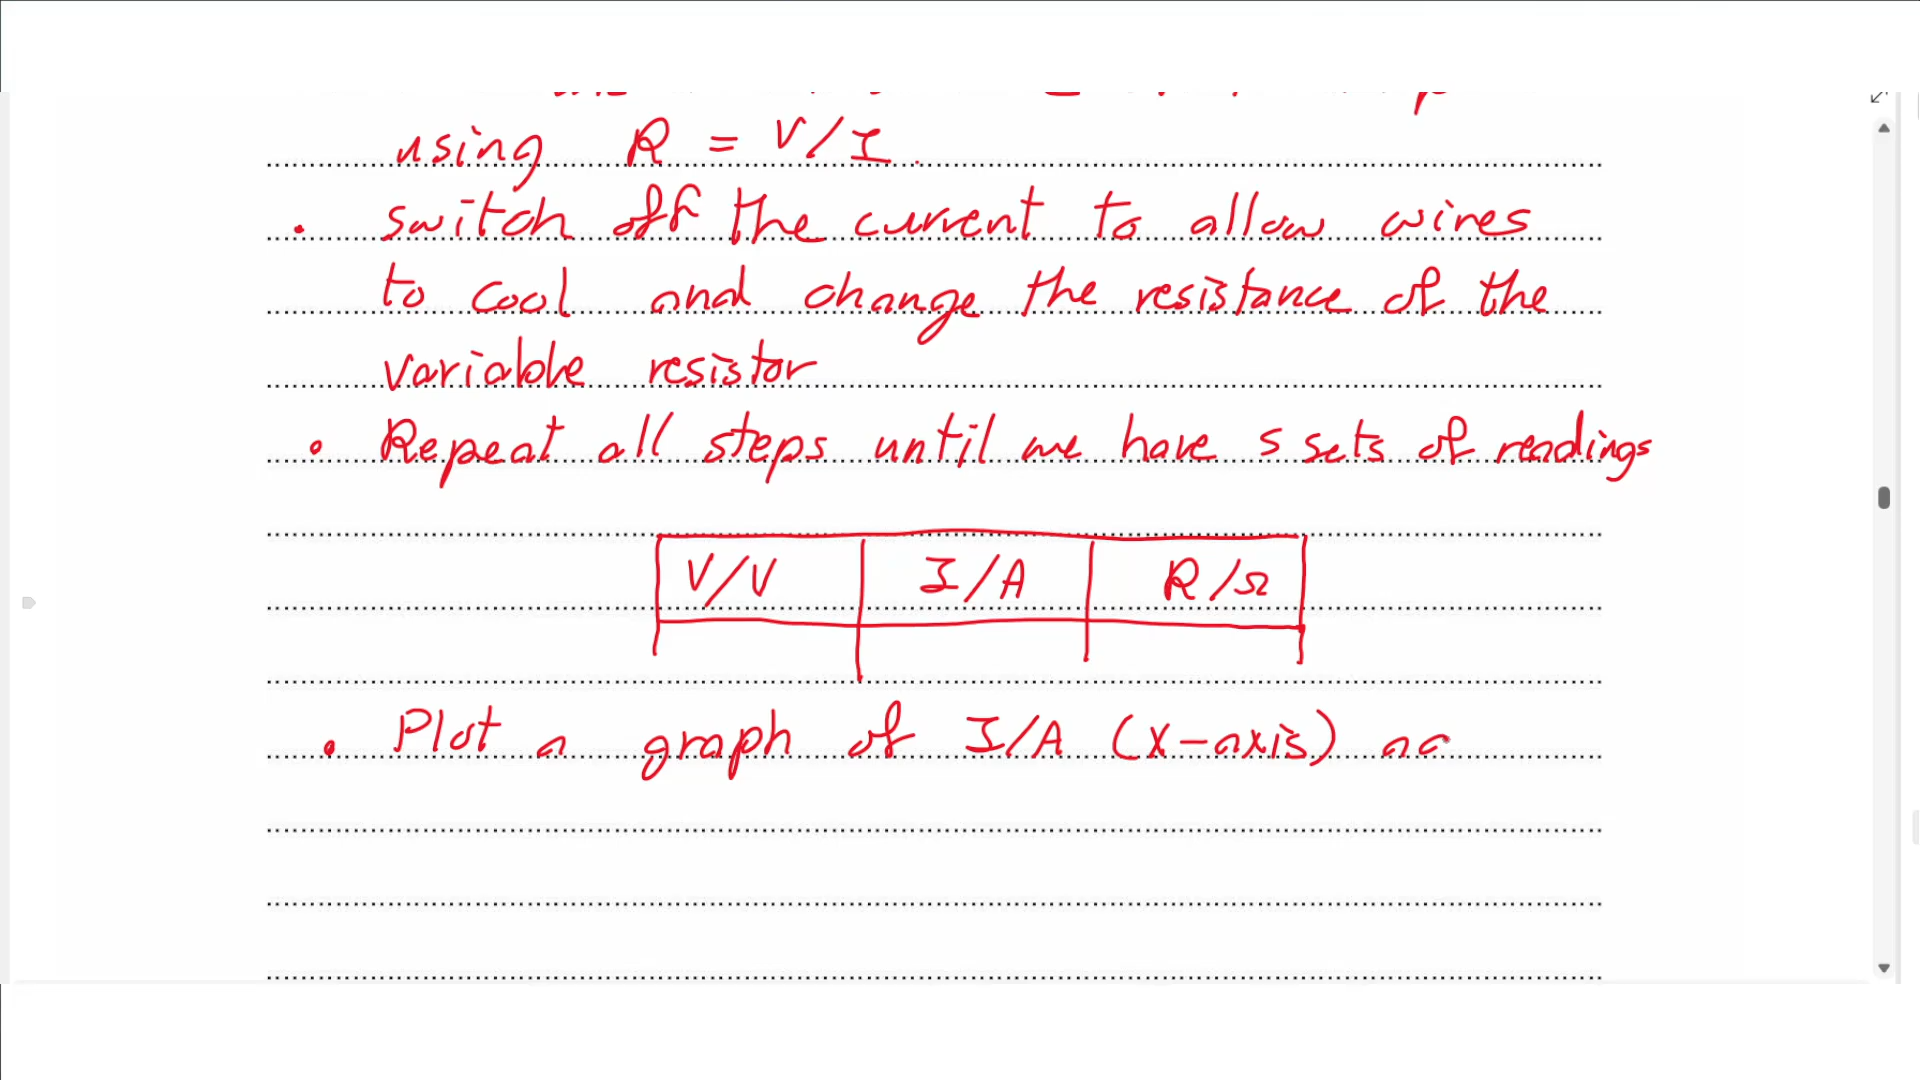 using R = V/I.
• switch off the current to allow wires
to cool and change the resistance of the
variable resistor
• Repeat all steps until we have 5 sets of readings
V/V I/A R/Ω
• Plot a graph of I/A (x-axis)